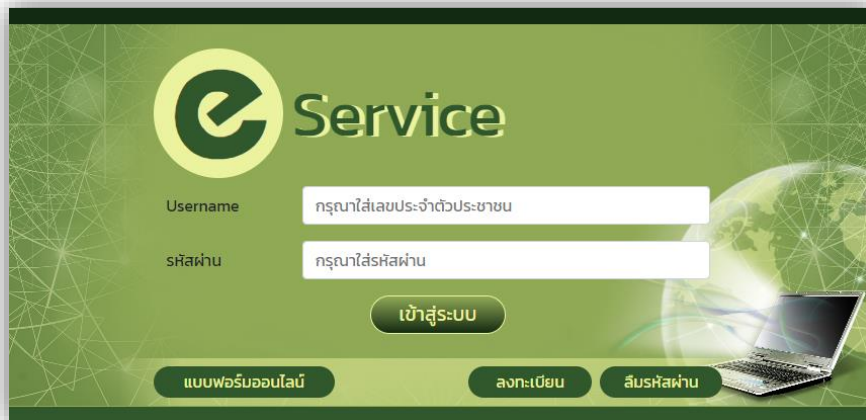 e Service
Username กรุณาใส่เลขประจำตัวประชาชน
รหัสผ่าน กรุณาใส่รหัสผ่าน
เข้าสู่ระบบ
แบบฟอร์มออนไลน์ ลงทะเบียน ลืมรหัสผ่าน